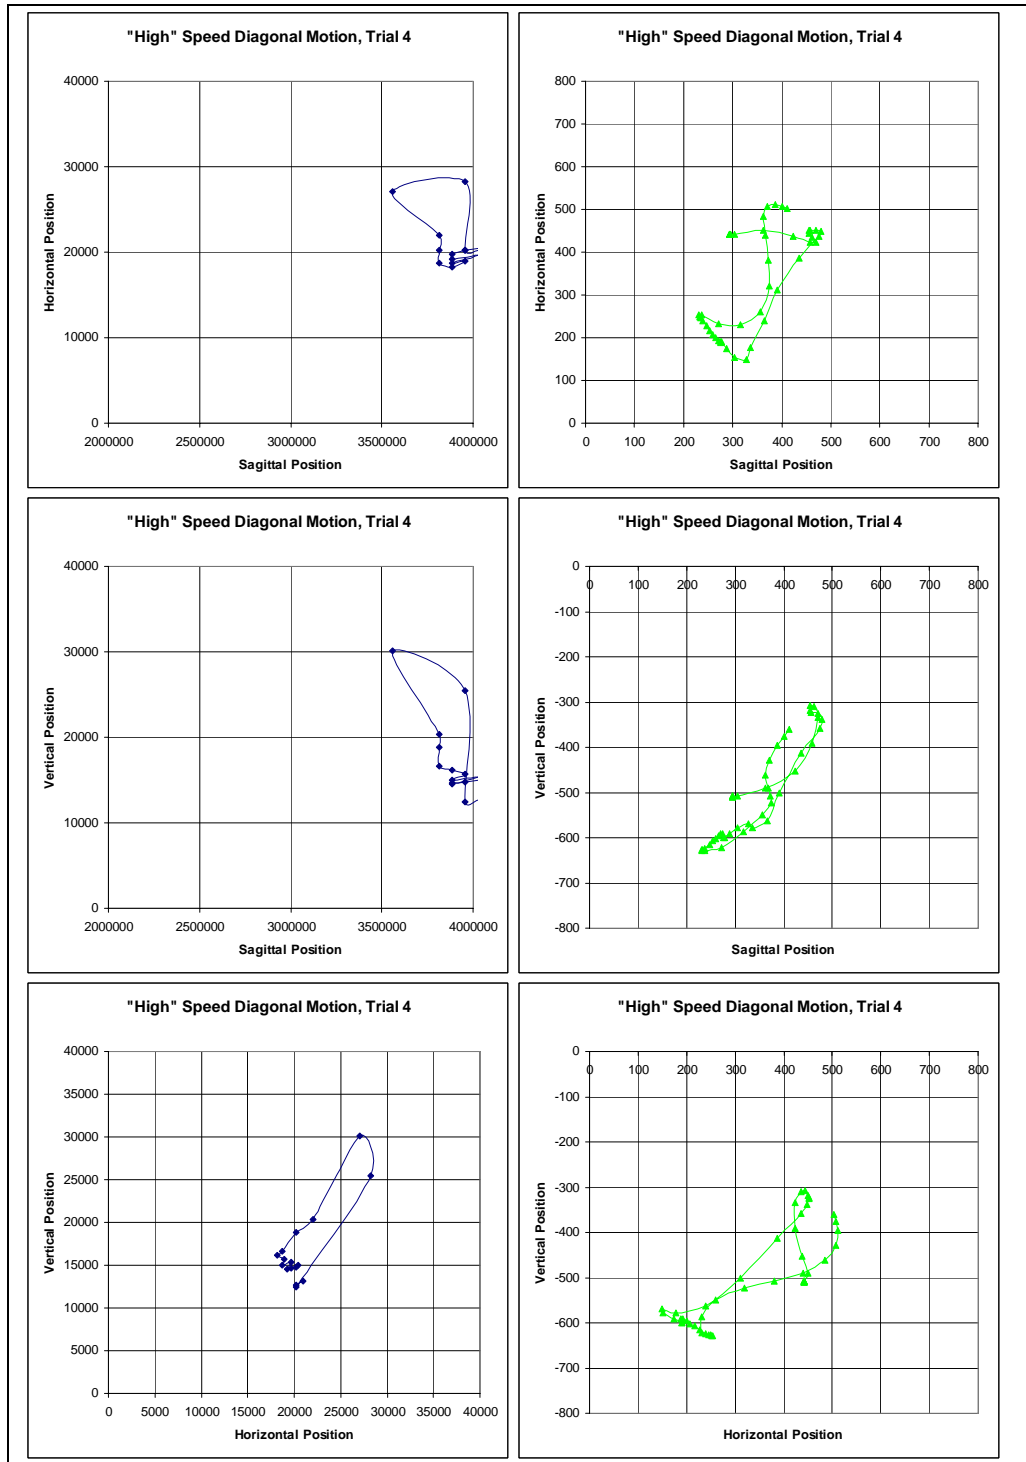 "High" Speed Diagonal Motion, Trial 4
40000
30000
20000
10000
0
2000000 2500000 3000000 3500000 4000000
Horizontal Position
Sagittal Position
"High" Speed Diagonal Motion, Trial 4
800
700
600
500
400
300
200
100
0
0 100 200 300 400 500 600 700 800
Horizontal Position
Sagittal Position
"High" Speed Diagonal Motion, Trial 4
40000
30000
20000
10000
0
2000000 2500000 3000000 3500000 4000000
Vertical Position
Sagittal Position
"High" Speed Diagonal Motion, Trial 4
0
0 100 200 300 400 500 600 700 800
-100
-200
-300
-400
-500
-600
-700
-800
Vertical Position
Sagittal Position
"High" Speed Diagonal Motion, Trial 4
40000
35000
30000
25000
20000
15000
10000
5000
0
0 5000 10000 15000 20000 25000 30000 35000 40000
Vertical Position
Horizontal Position
"High" Speed Diagonal Motion, Trial 4
0
0 100 200 300 400 500 600 700 800
-100
-200
-300
-400
-500
-600
-700
-800
Vertical Position
Horizontal Position